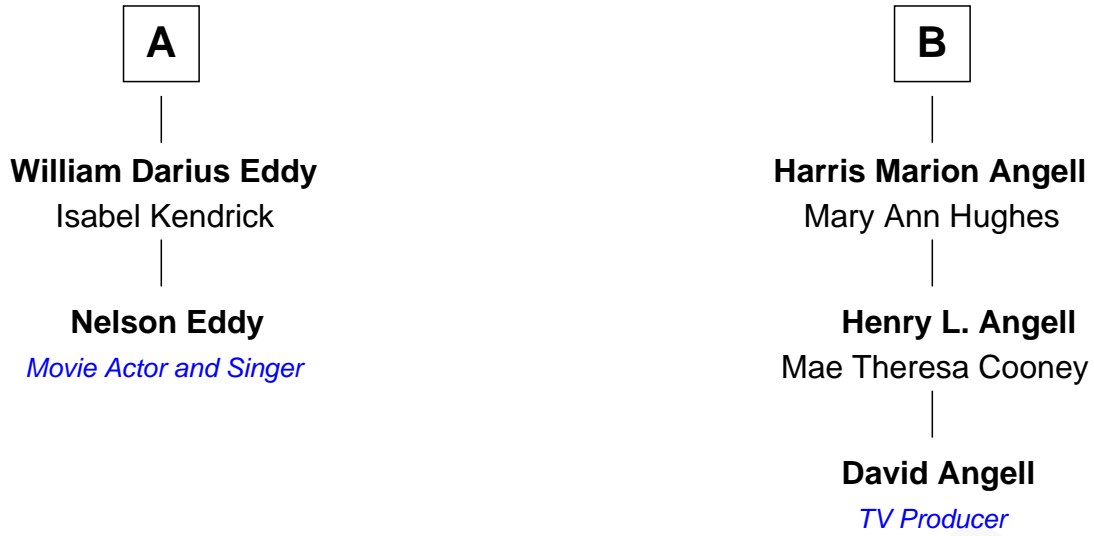 A
William Darius Eddy
Isabel Kendrick
Nelson Eddy
Movie Actor and Singer
B
Harris Marion Angell
Mary Ann Hughes
Henry L. Angell
Mae Theresa Cooney
David Angell
TV Producer